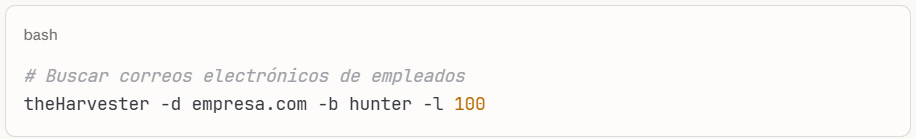 bash
# Buscar correos electrónicos de empleados
theHarvester -d empresa.com -b hunter -l 100